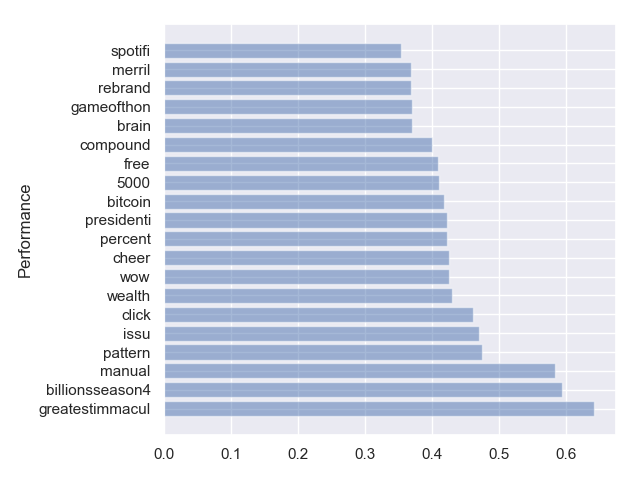 spotifi
merril
rebrand
gameofthon
brain
compound
free
5000
bitcoin
presidenti
percent
cheer
wow
wealth
click
issu
pattern
manual
billionsseason4
greatestimmacul
Performance
0.0 0.1 0.2 0.3 0.4 0.5 0.6